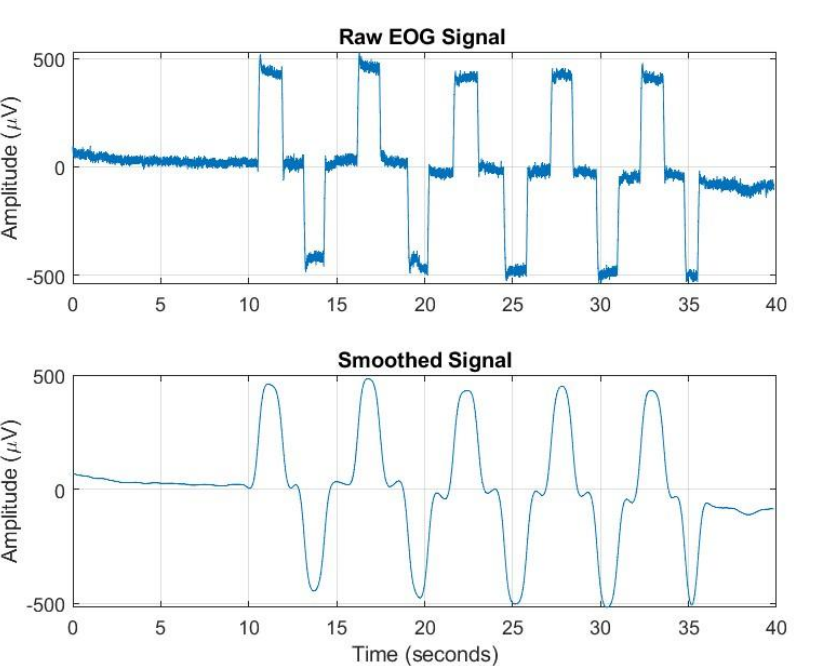 Raw EOG Signal
500
0
-500
Amplitude (μV)
0 5 10 15 20 25 30 35 40
Smoothed Signal
500
0
-500
Amplitude (μV)
0 5 10 15 20 25 30 35 40
Time (seconds)